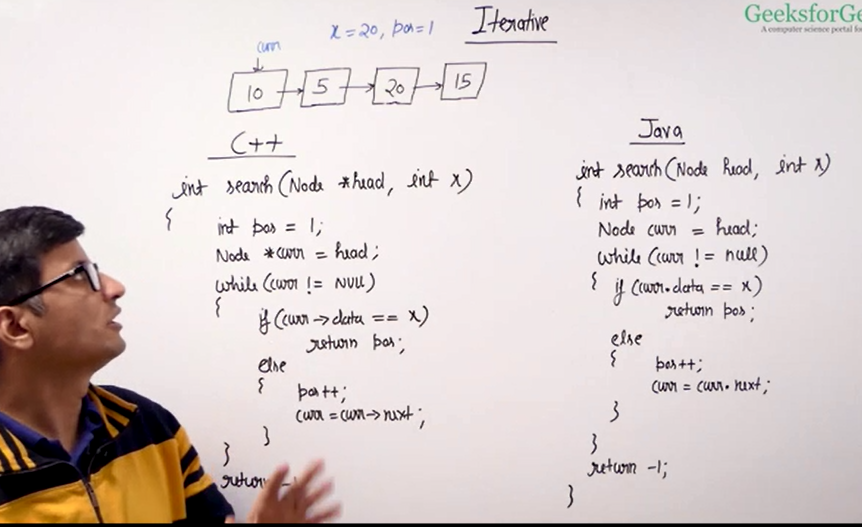 GeeksforGe
A computer science portal fo
Iterative
x=20, pos=1
curr
10 5 20 15
C++
int search(Node *head, int x)
{
int pos = 1;
Node *curr = head;
while (curr != NULL)
{
if (curr→data == x)
return pos;
else
{
pos++;
curr = curr→next;
}
}
return -1
Java
int search(Node head, int x)
{ int pos = 1;
Node curr = head;
while (curr != null)
{ if (curr.data == x)
return pos;
else
{
pos++;
curr = curr.next;
}
}
return -1;
}